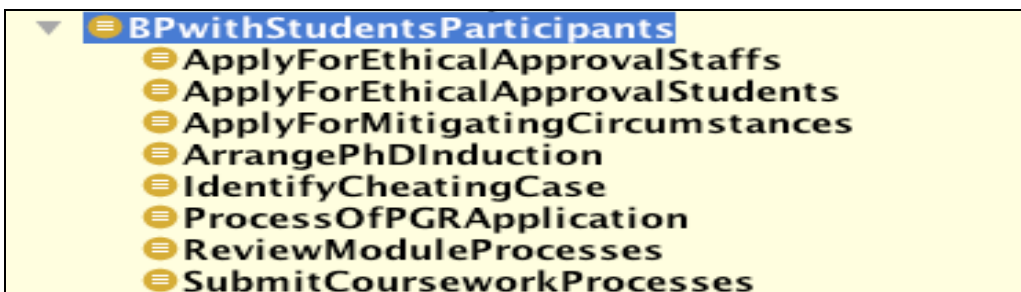 BPwithStudentsParticipants
ApplyForEthicalApprovalStaffs
ApplyForEthicalApprovalStudents
ApplyForMitigatingCircumstances
ArrangePhDInduction
IdentifyCheatingCase
ProcessOfPGRApplication
ReviewModuleProcesses
SubmitCourseworkProcesses